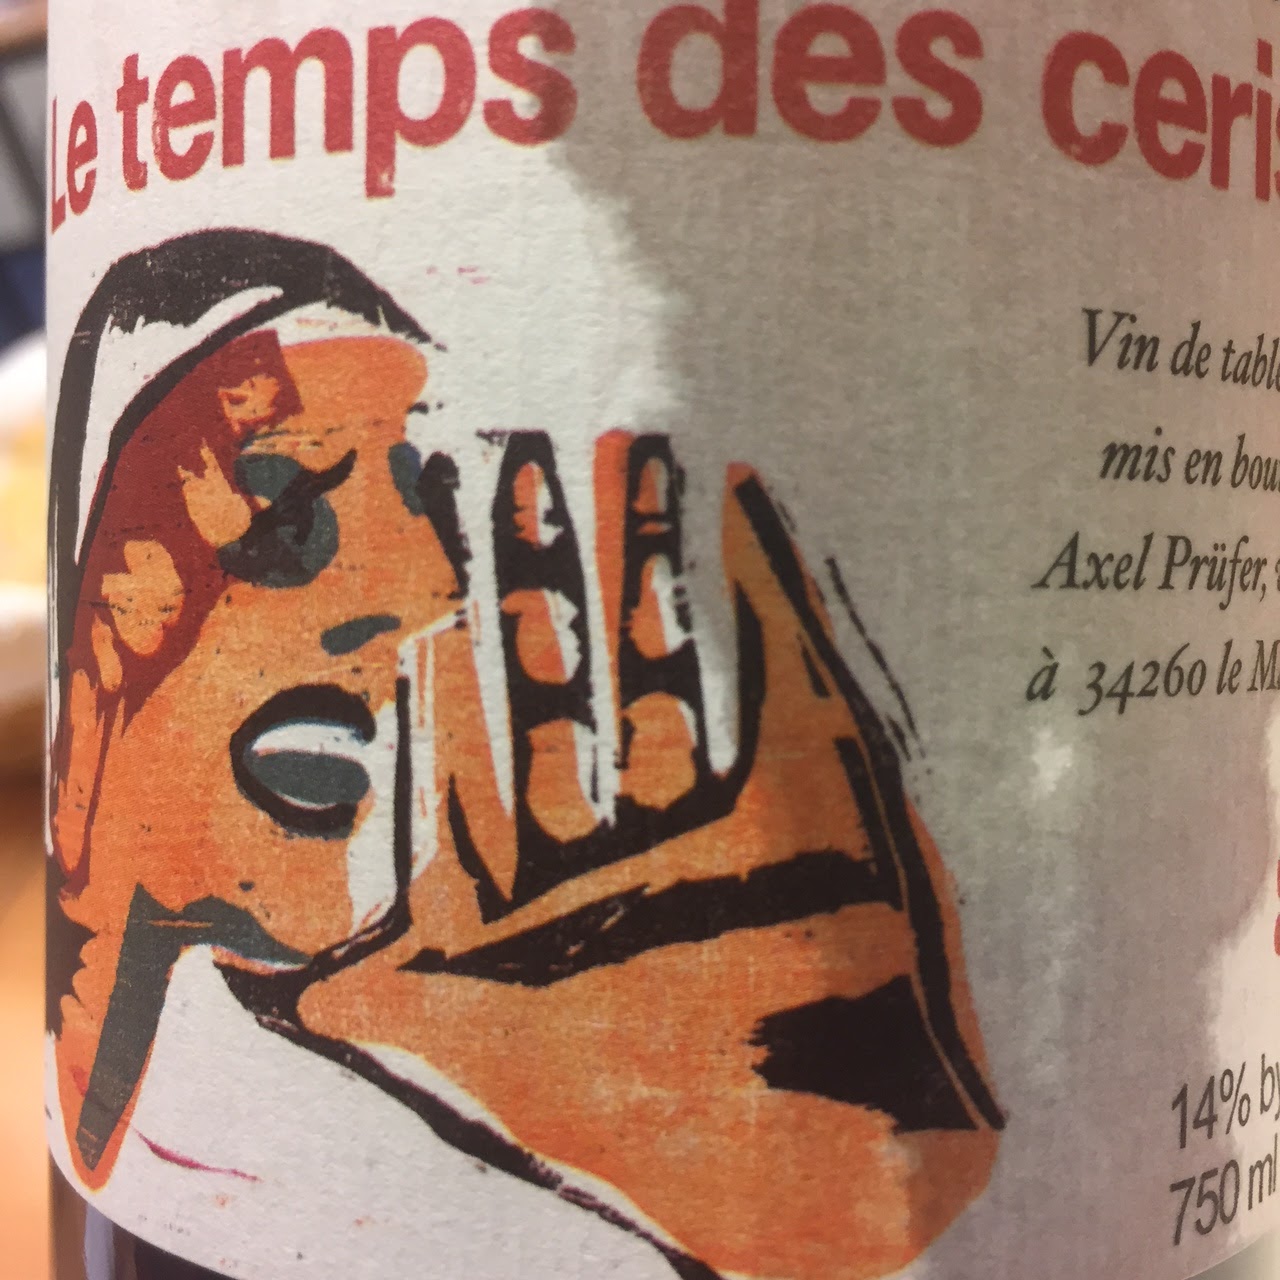 Le temps des ceris
Vin de table
mis en bou
Axel Prüfer,
à 34260 le M
14% by
750 ml